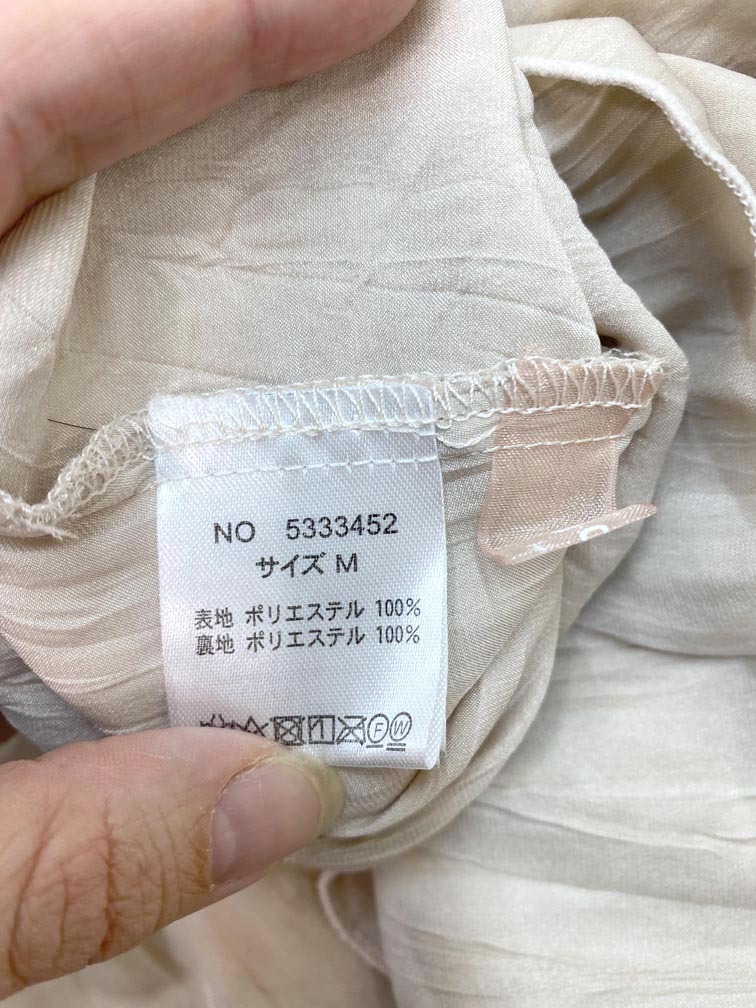 NO 5333452
サイズ M
表地 ポリエステル 100%
裏地 ポリエステル 100%
F W